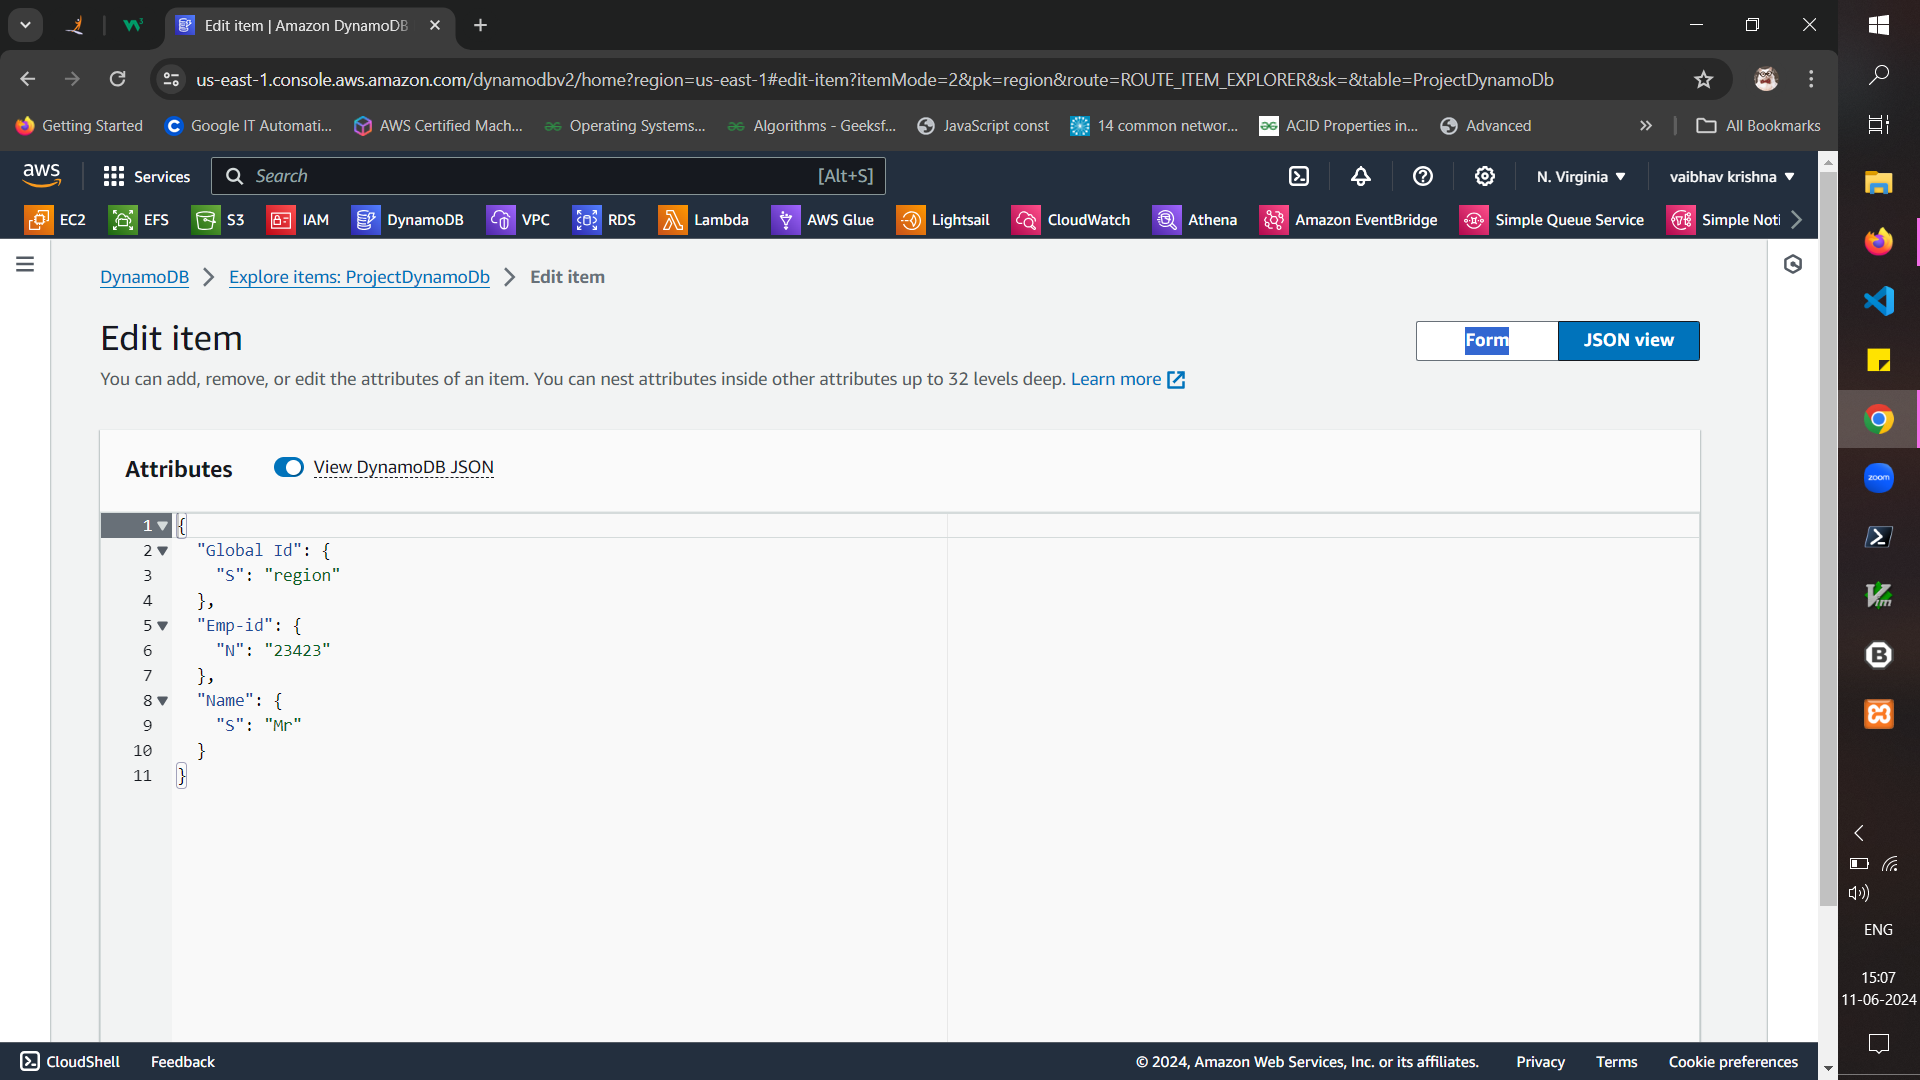 Edit item | Amazon DynamoDB
us-east-1.console.aws.amazon.com/dynamodbv2/home?region=us-east-1#edit-item?itemMode=2&pk=region&route=ROUTE_ITEM_EXPLORER&sk=&table=ProjectDynamoDb
Getting Started Google IT Automati... AWS Certified Mach... Operating Systems... Algorithms - Geeksf... JavaScript const 14 common networ... ACID Properties in... Advanced » All Bookmarks
aws Services Search [Alt+S] N. Virginia vaibhav krishna
EC2 EFS S3 IAM DynamoDB VPC RDS Lambda AWS Glue Lightsail CloudWatch Athena Amazon EventBridge Simple Queue Service Simple Noti
DynamoDB Explore items: ProjectDynamoDb Edit item
Edit item Form JSON view
You can add, remove, or edit the attributes of an item. You can nest attributes inside other attributes up to 32 levels deep. Learn more
Attributes View DynamoDB JSON
1 {
2 "Global Id": {
3 "S": "region"
4 },
5 "Emp-id": {
6 "N": "23423"
7 },
8 "Name": {
9 "S": "Mr"
10 }
11 }
CloudShell Feedback © 2024, Amazon Web Services, Inc. or its affiliates. Privacy Terms Cookie preferences
zoom
Vim
B
ENG
15:07
11-06-2024